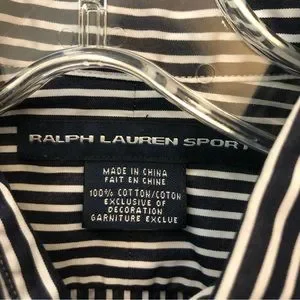 RALPH LAUREN SPORT
MADE IN CHINA
FAIT EN CHINE
100% COTTON/COTON
EXCLUSIVE OF
DECORATION
GARNITURE EXCLUE